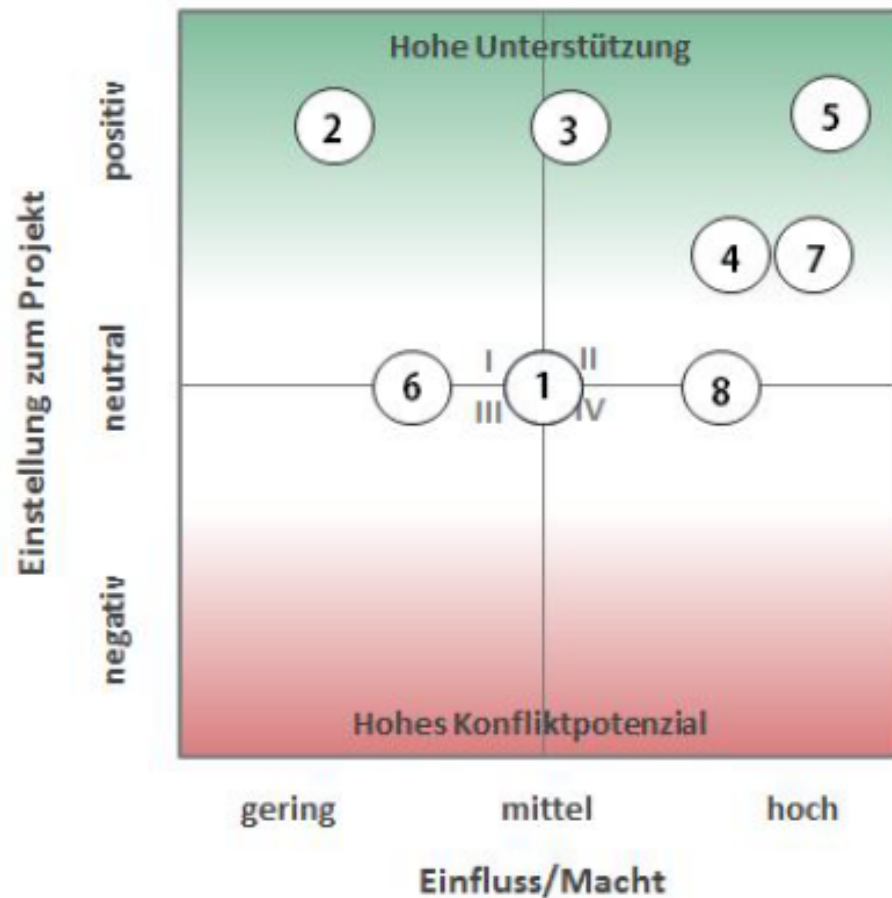 Hohe Unterstützung
2
3
5
4
7
I
II
6
1
8
III
IV
Hohes Konfliktpotenzial
positiv
neutral
negativ
Einstellung zum Projekt
gering
mittel
hoch
Einfluss/Macht